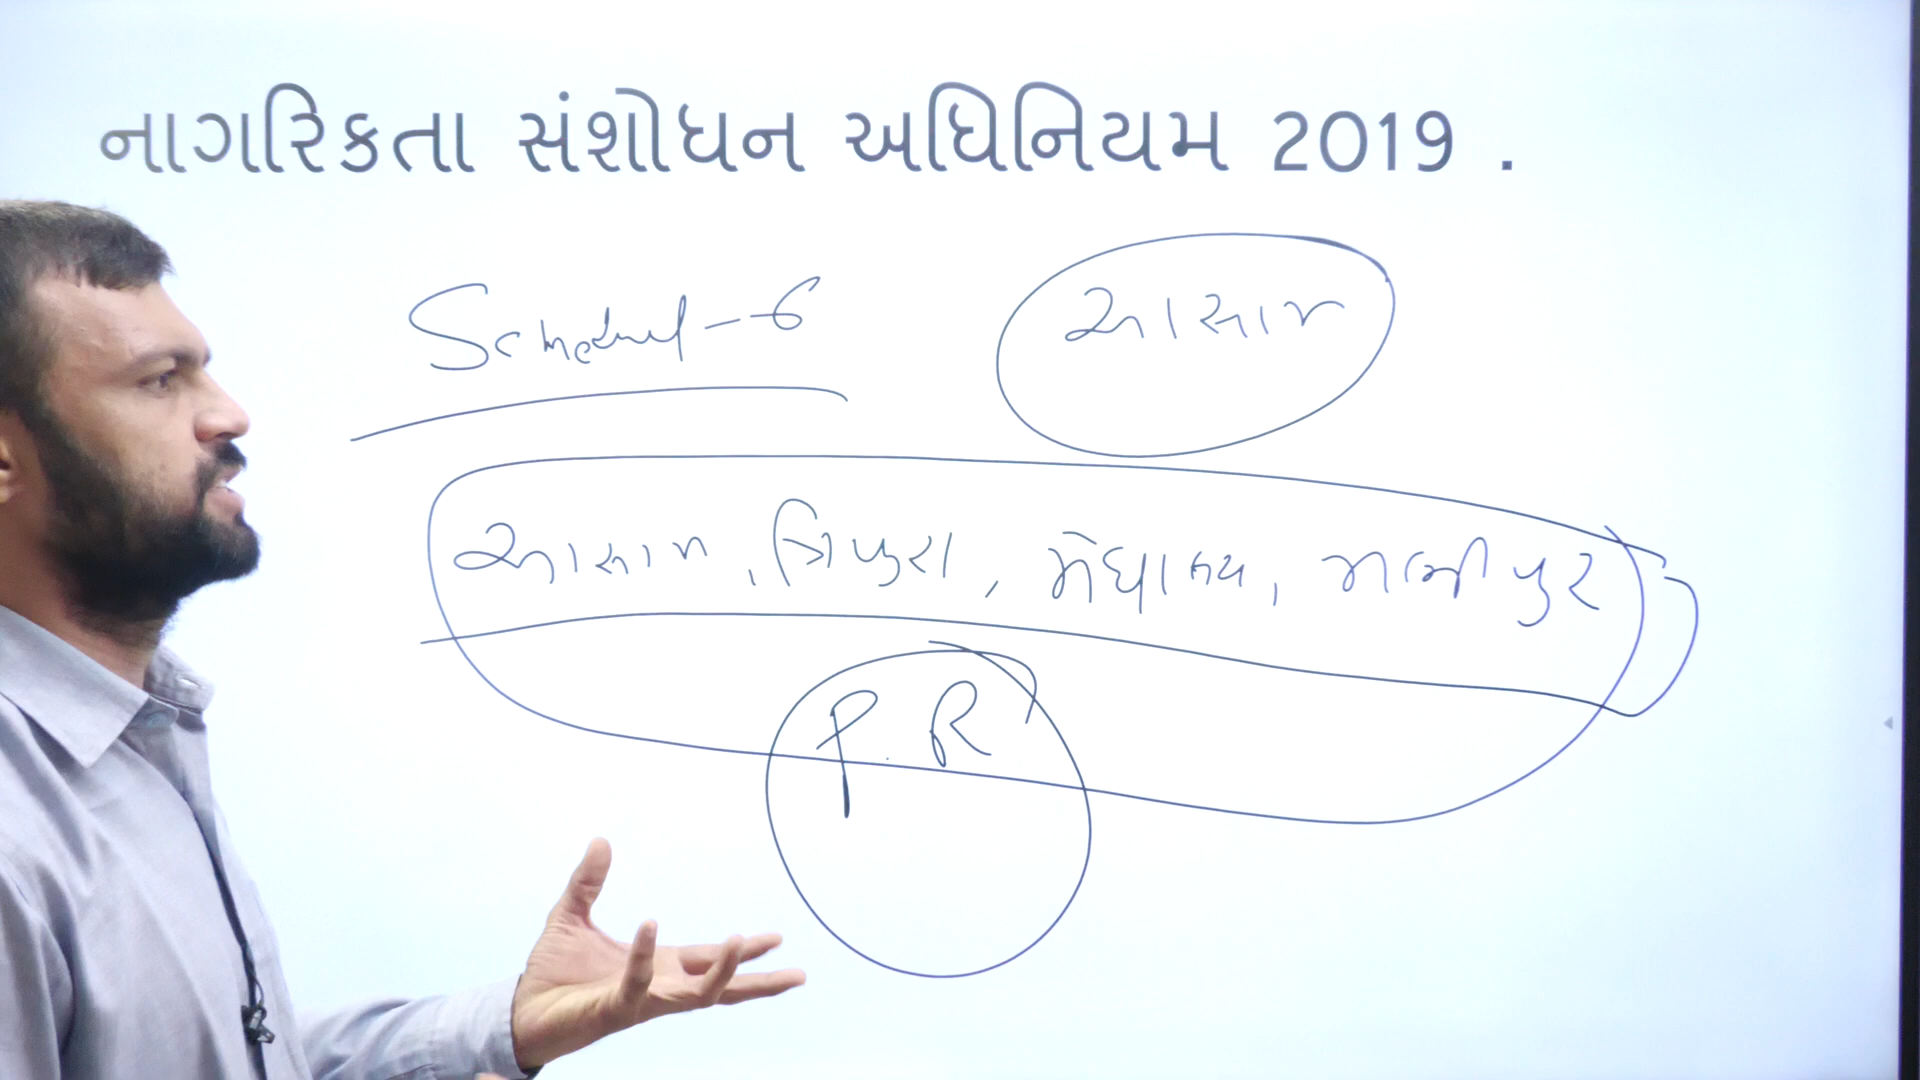 નાગરિકતા સંશોધન અધિનિયમ 2019 .
Schedul-6 આસામ
આસામ, ત્રિપુરા, મેઘાલય, મણીપુર
P.R